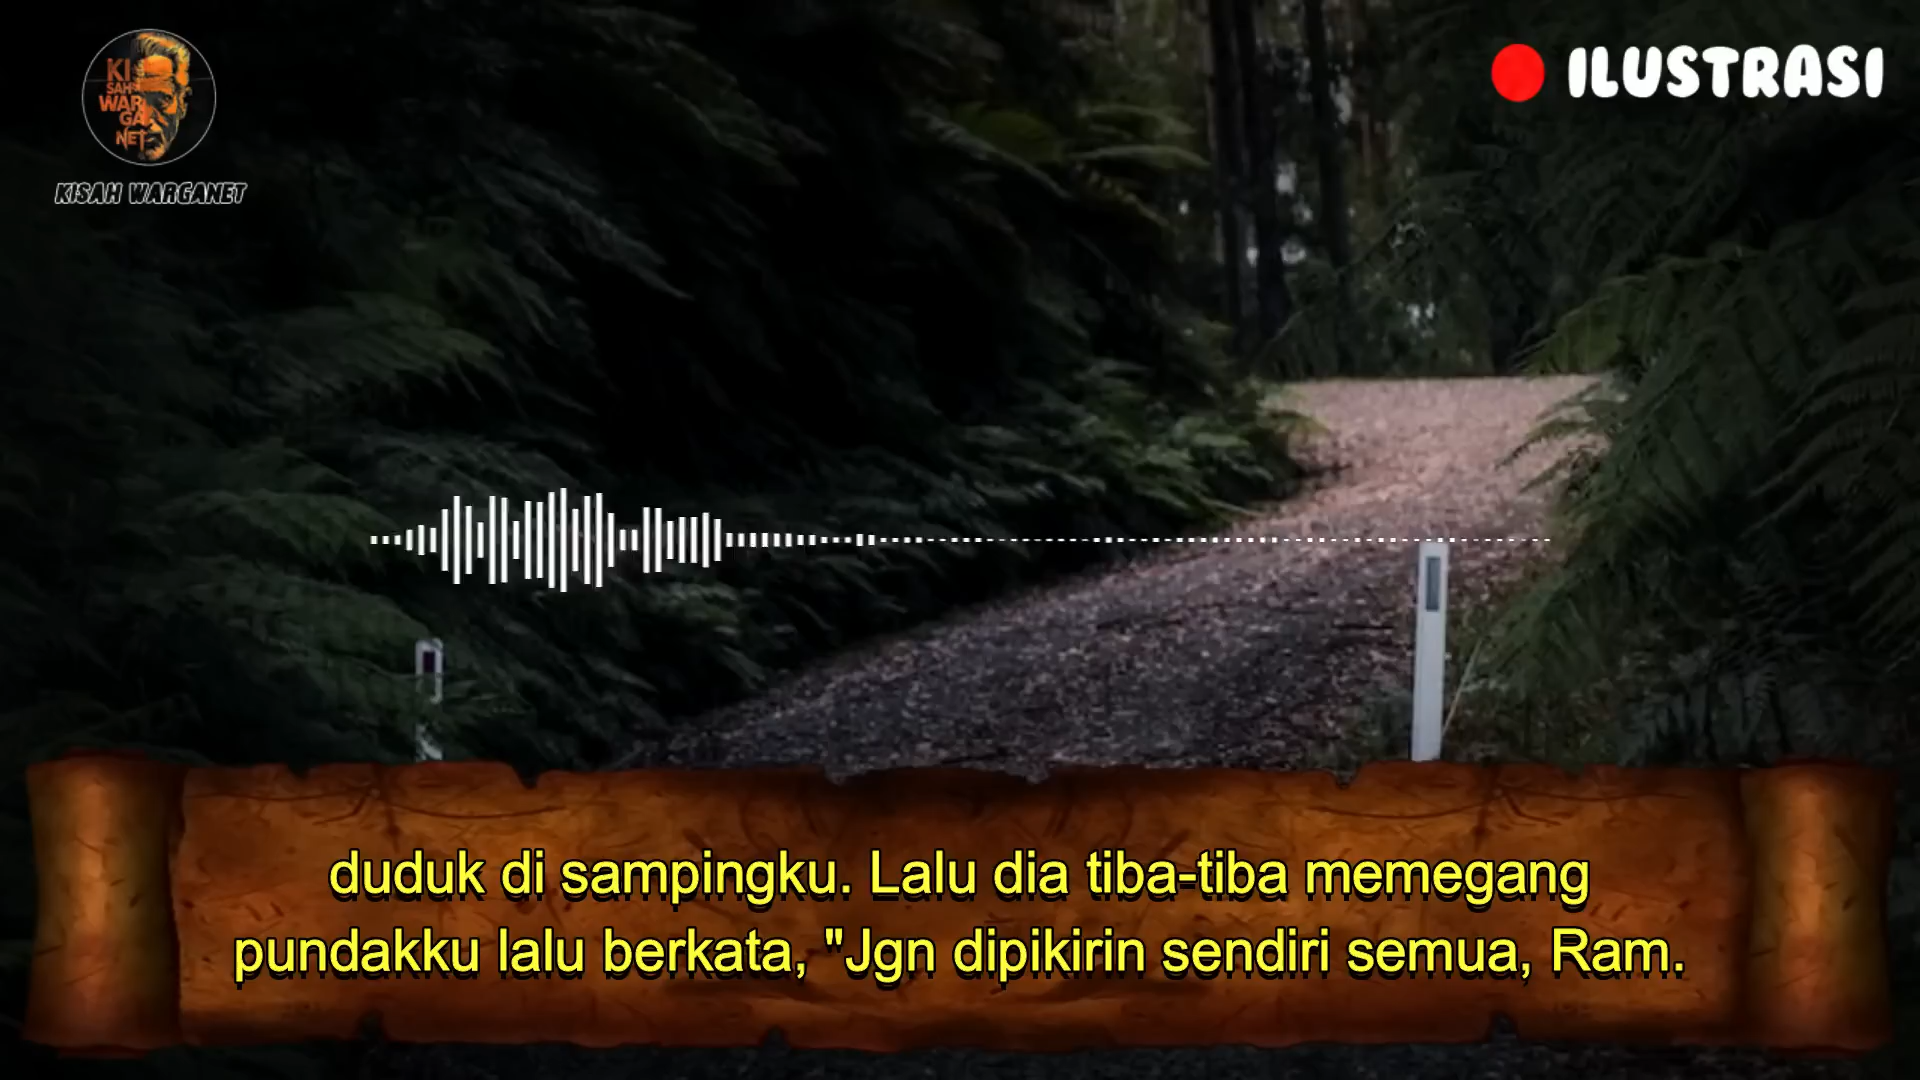 KI
SAH
WAR
GA
NET
KISAH WARGANET
ILUSTRASI
duduk di sampingku. Lalu dia tiba-tiba memegang
pundakku lalu berkata, "Jgn dipikirin sendiri semua, Ram.